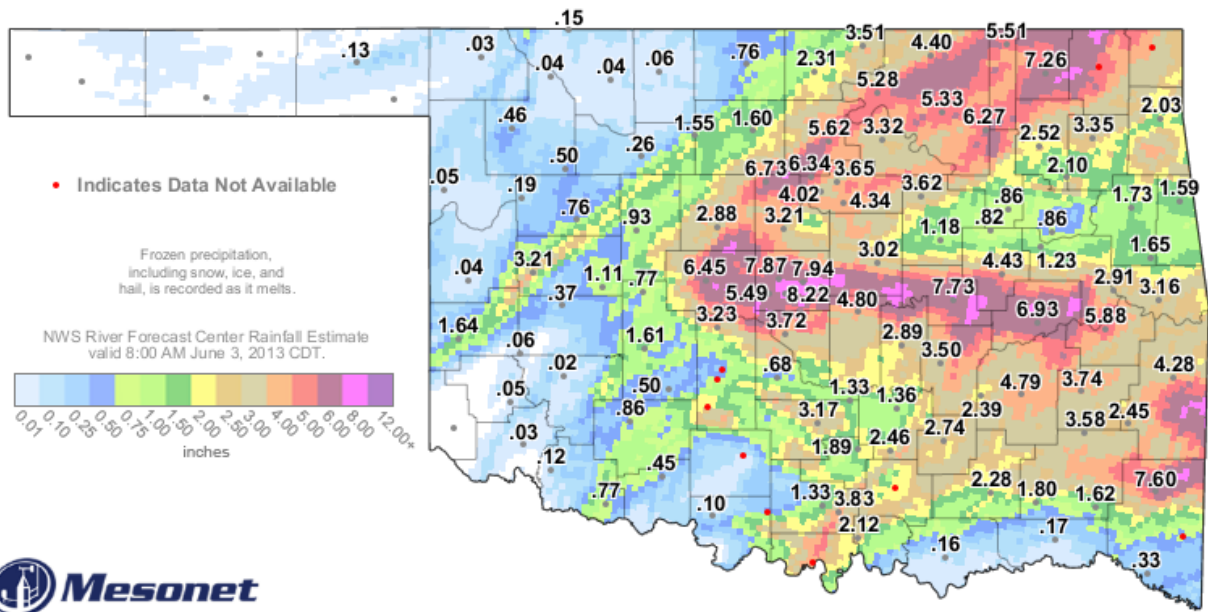 .15
.03 .76 3.51 4.40 5.51
.13 .04 .04 .06 2.31 7.26
5.28
.46 5.33 2.03
1.55 1.60 5.62 3.32 6.27 2.52 3.35
.26
.50 6.73 6.34 3.65 2.10
• Indicates Data Not Available
.05 .19 4.02 3.62 .86 1.73 1.59
.76 .93 2.88 3.21 4.34 1.18 .82 .86
Frozen precipitation,
including snow, ice, and
hail, is recorded as it melts.
3.02 1.65
.04 3.21 1.11 .77 6.45 7.87 7.94 4.43 1.23 2.91
.37 5.49 8.22 4.80 7.73 3.16
3.23 3.72 6.93 5.88
NWS River Forecast Center Rainfall Estimate
valid 8:00 AM June 3, 2013 CDT.
1.64 .06 1.61 2.89
.02 .68 3.50 4.28
.05 .50 1.33 1.36 4.79 3.74
.86 3.17 2.39 3.58 2.45
0.01 0.10 0.25 0.50 0.75 1.00 1.50 2.00 2.50 3.00 4.00 5.00 6.00 8.00 12.00+
inches
.03 1.89 2.46 2.74
.12 .45 2.28 7.60
.77 .10 1.33 3.83 1.80 1.62
2.12 .17
.16 .33
Mesonet